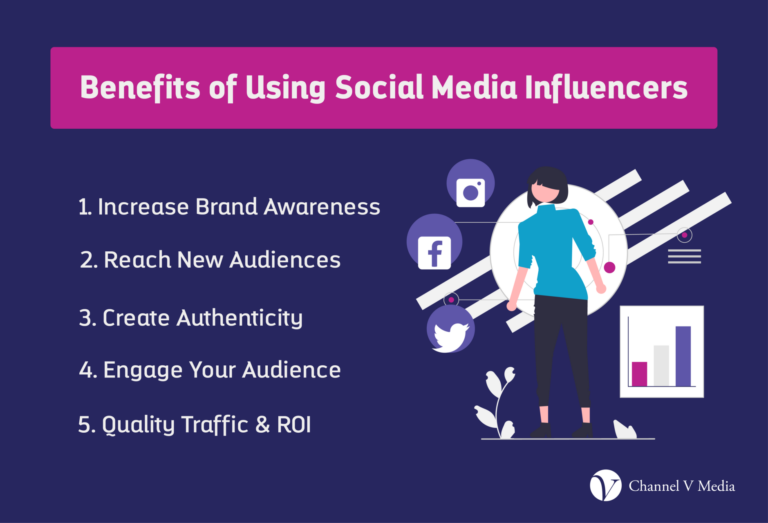 Benefits of Using Social Media Influencers
1. Increase Brand Awareness
2. Reach New Audiences
3. Create Authenticity
4. Engage Your Audience
5. Quality Traffic & ROI
V Channel V Media